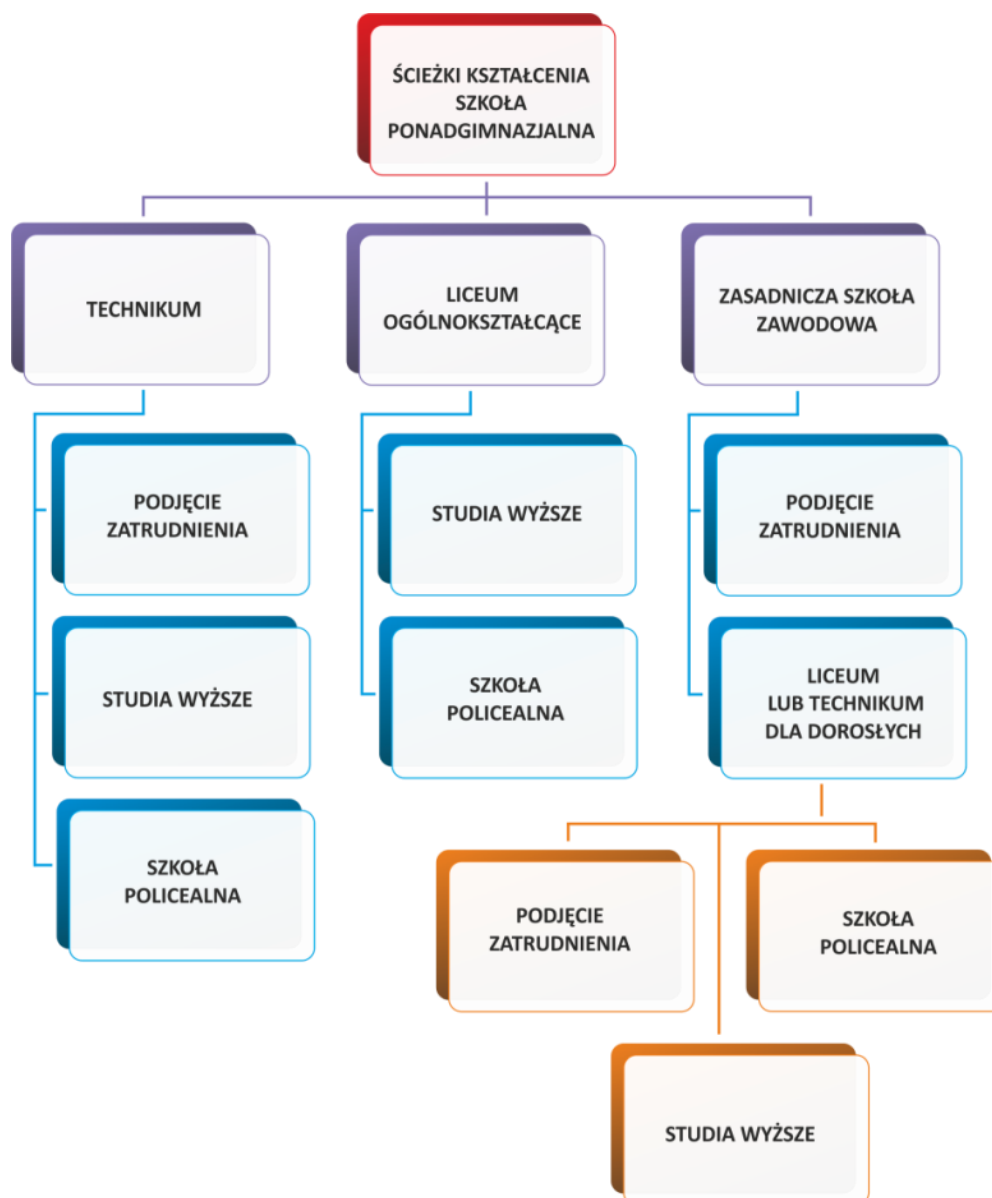 ŚCIEŻKI KSZTAŁCENIA
SZKOŁA
PONADGIMNAZJALNA
TECHNIKUM
LICEUM
OGÓLNOKSZTAŁCĄCE
ZASADNICZA SZKOŁA
ZAWODOWA
PODJĘCIE
ZATRUDNIENIA
STUDIA WYŻSZE
SZKOŁA
POLICEALNA
STUDIA WYŻSZE
SZKOŁA
POLICEALNA
PODJĘCIE
ZATRUDNIENIA
LICEUM
LUB TECHNIKUM
DLA DOROSŁYCH
PODJĘCIE
ZATRUDNIENIA
STUDIA WYŻSZE
SZKOŁA
POLICEALNA